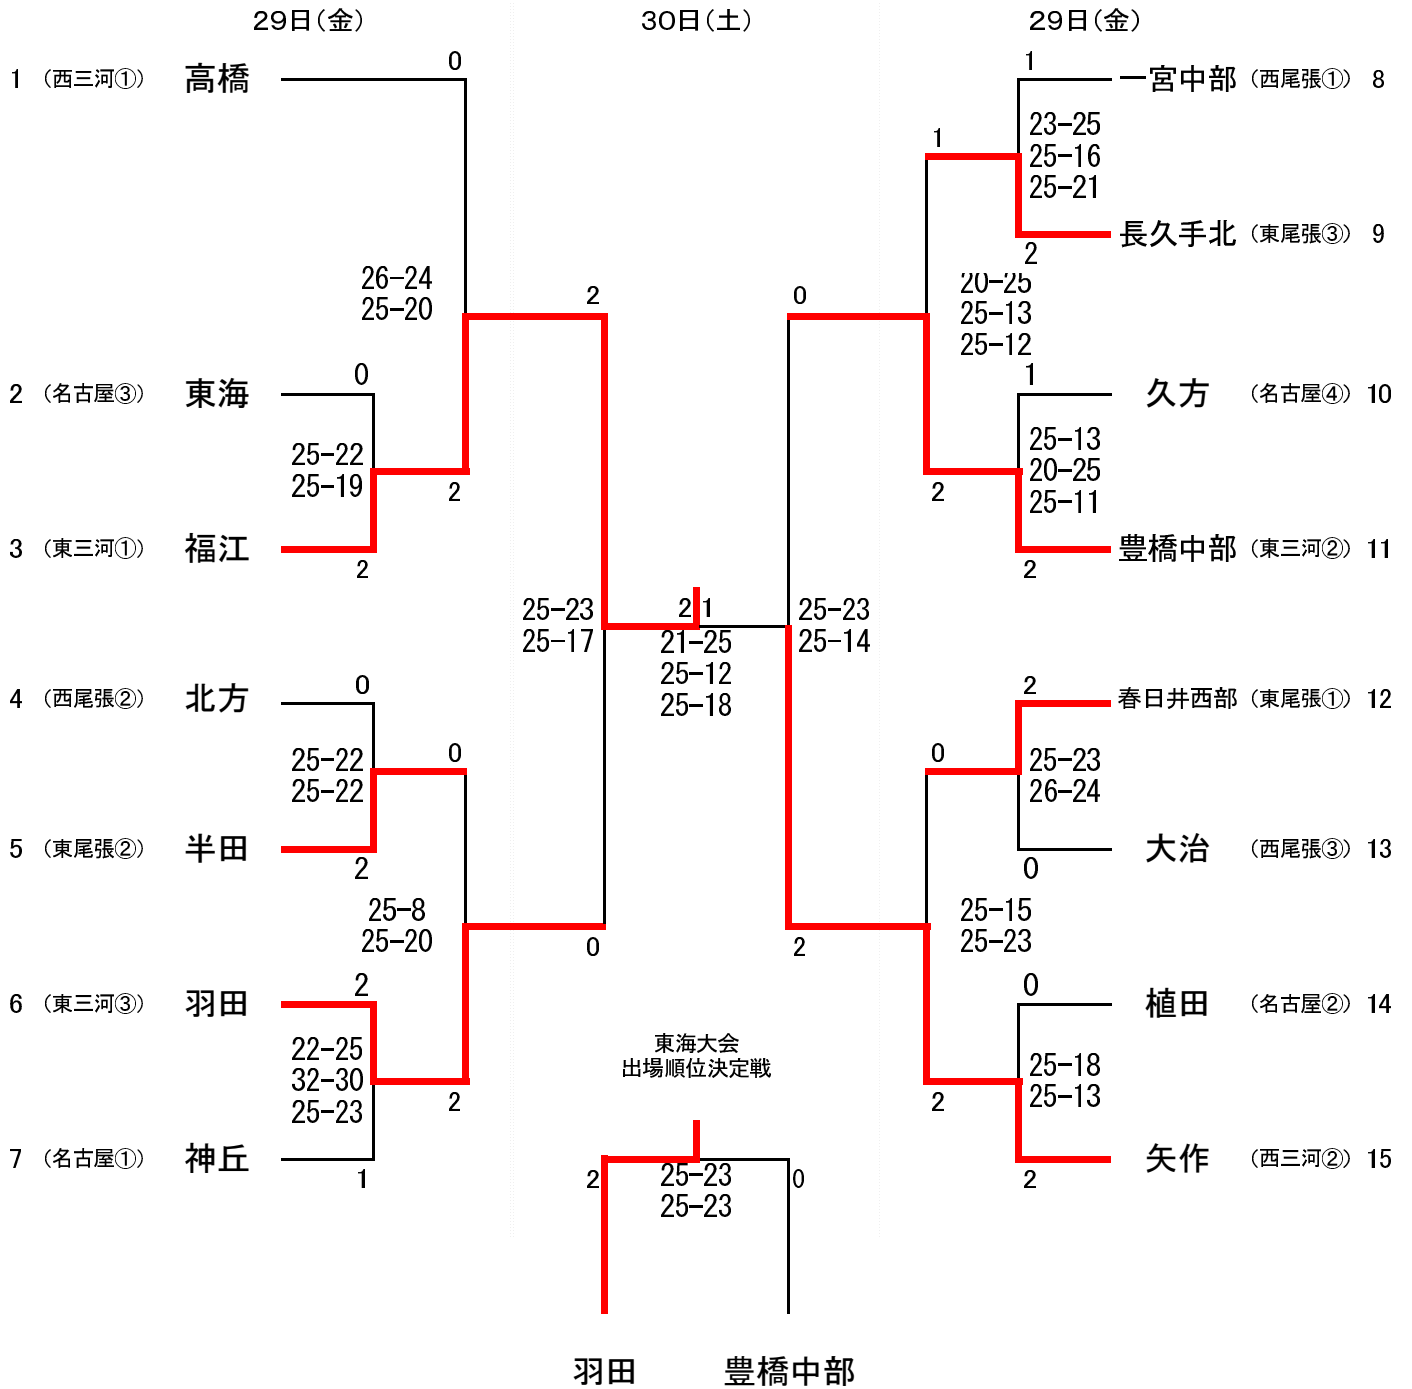 29日（金）
30日（土）
29日（金）
1 （西三河①） 高橋
0
26-24
25-20
2 （名古屋③） 東海
0
25-22
25-19
2
3 （東三河①） 福江
2
2
4 （西尾張②） 北方
0
25-22
25-22
0
5 （東尾張②） 半田
2
25-8
25-20
6 （東三河③） 羽田
2
22-25
32-30
25-23
2
7 （名古屋①） 神丘
1
25-23
25-17
0
2 1
21-25
25-12
25-18
0
25-23
25-14
2
1
一宮中部 （西尾張①） 8
1
23-25
25-16
25-21
長久手北 （東尾張③） 9
2
20-25
25-13
25-12
1
久方 （名古屋④） 10
25-13
20-25
25-11
2
豊橋中部 （東三河②） 11
2
2
春日井西部 （東尾張①） 12
0
25-23
26-24
大治 （西尾張③） 13
0
25-15
25-23
0
植田 （名古屋②） 14
25-18
25-13
2
矢作 （西三河②） 15
2
東海大会
出場順位決定戦
2
25-23
25-23
0
羽田
豊橋中部